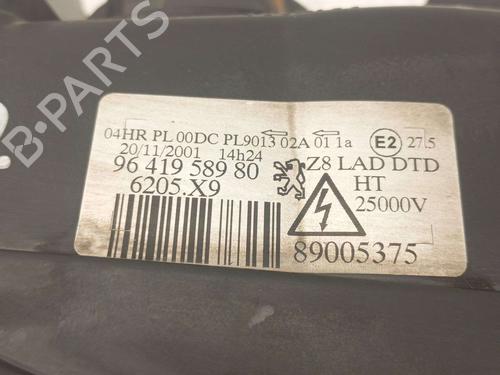 04HR PL 00DC PL9013 02A 01 1a E2 27.5
20/11/2001 14h24
96 419 589 80 Z8 LAD DTD
6205.X9 HT
25000V
89005375
B-PARTS